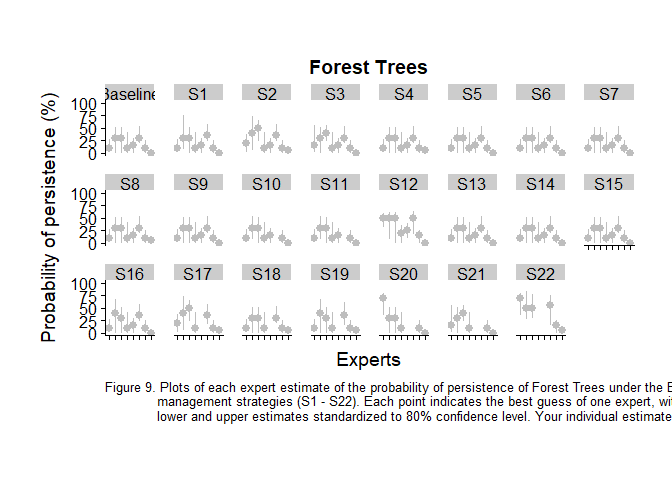 Forest Trees
Baseline S1 S2 S3 S4 S5 S6 S7
100
75
50
25
0
S8 S9 S10 S11 S12 S13 S14 S15
100
75
50
25
0
S16 S17 S18 S19 S20 S21 S22
100
75
50
25
0
Probability of persistence (%)
Experts
Figure 9. Plots of each expert estimate of the probability of persistence of Forest Trees under the
management strategies (S1 - S22). Each point indicates the best guess of one expert,
lower and upper estimates standardized to 80% confidence level. Your individual estimate